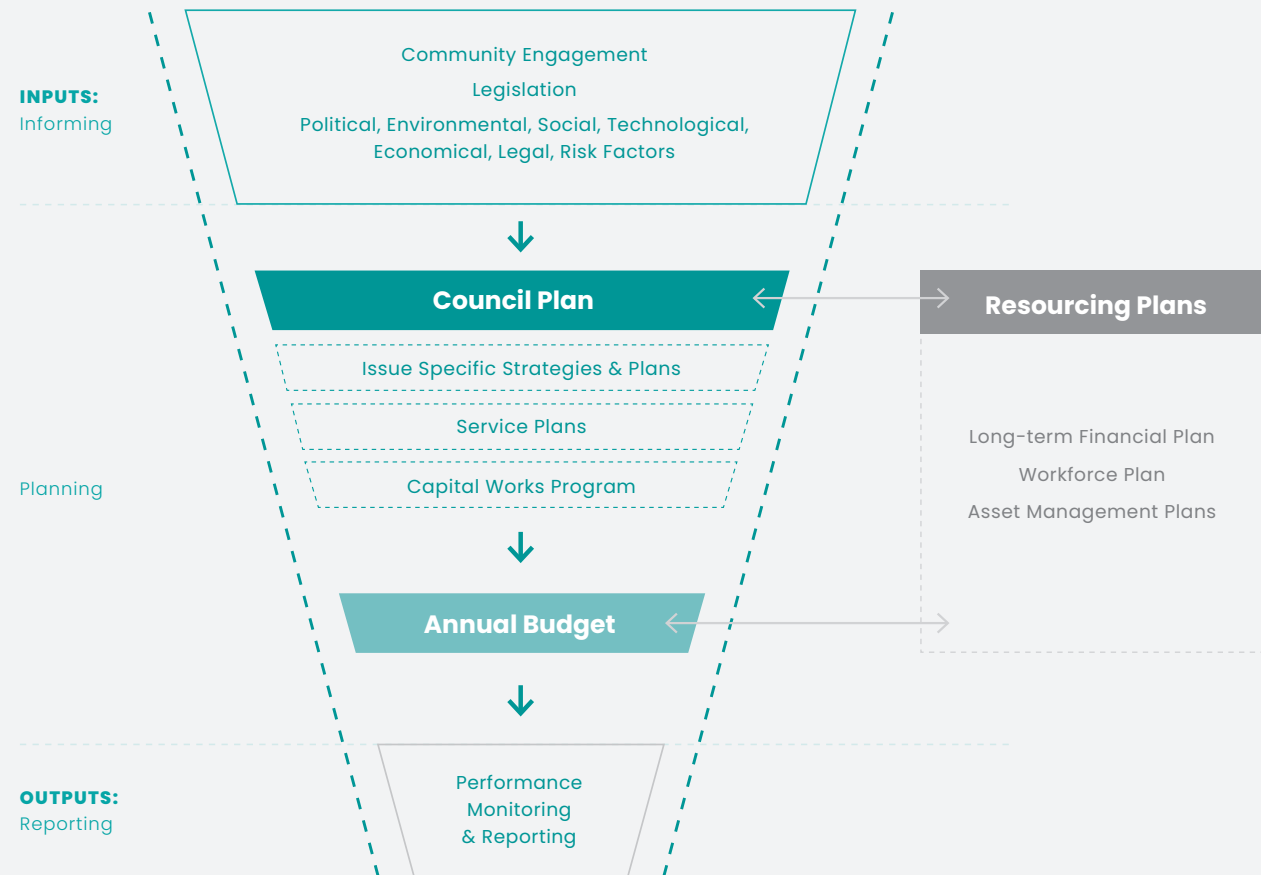 INPUTS:
Informing
Community Engagement
Legislation
Political, Environmental, Social, Technological,
Economical, Legal, Risk Factors
Council Plan
Resourcing Plans
Issue Specific Strategies & Plans
Service Plans
Capital Works Program
Planning
Long-term Financial Plan
Workforce Plan
Asset Management Plans
Annual Budget
OUTPUTS:
Reporting
Performance
Monitoring
& Reporting